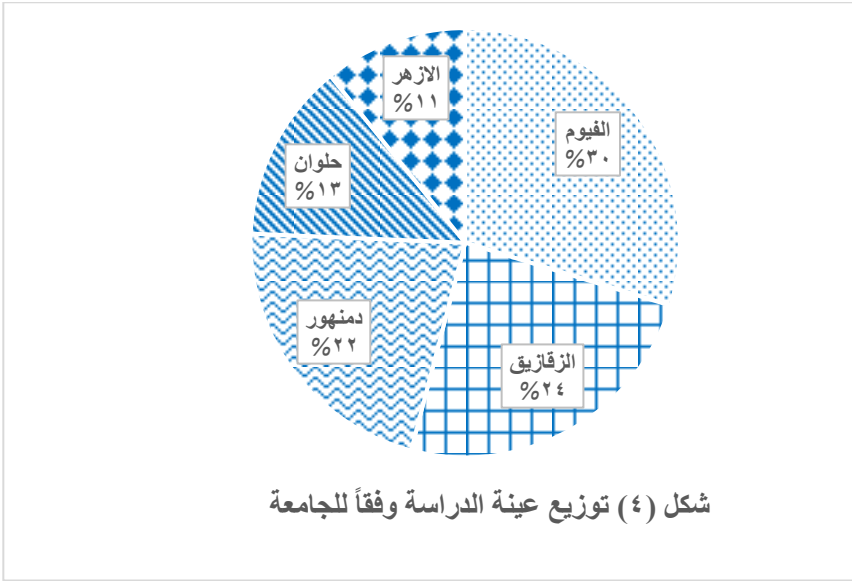 الازهر
%١١
الفيوم
%٣٠
حلوان
%١٣
دمنهور
%٢٢
الزقازيق
%٢٤
شكل (٤) توزيع عينة الدراسة وفقاً للجامعة